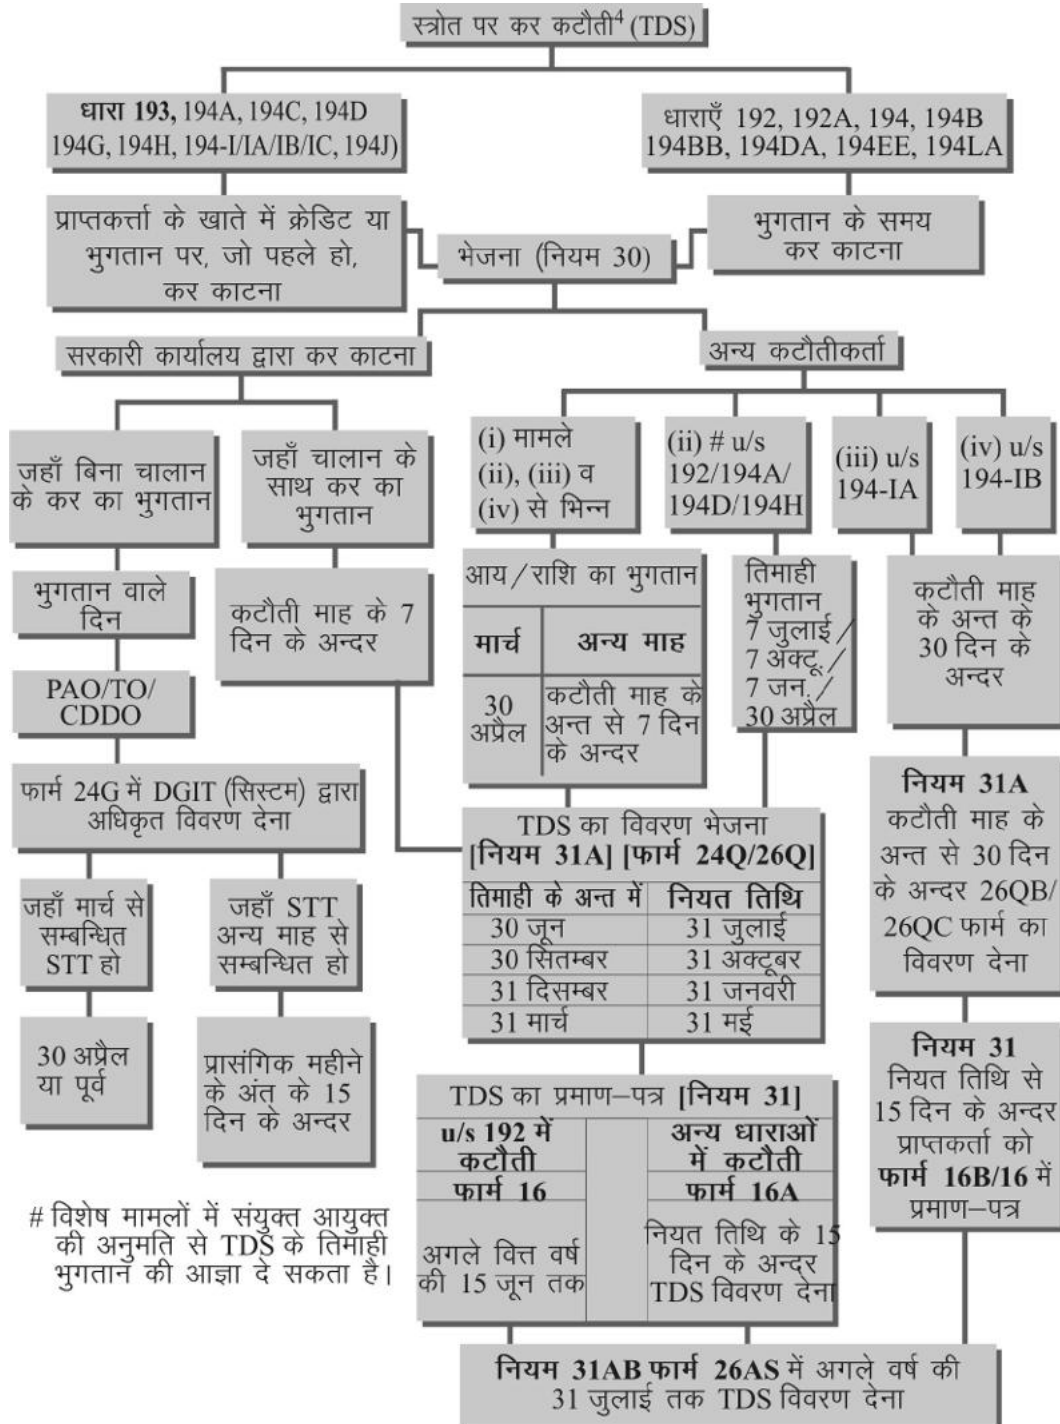 स्त्रोत पर कर कटौती⁴ (TDS)
धारा 193, 194A, 194C, 194D
194G, 194H, 194-I/IA/IB/IC, 194J)
धाराएँ 192, 192A, 194, 194B
194BB, 194DA, 194EE, 194LA
प्राप्तकर्त्ता के खाते में क्रेडिट या
भुगतान पर, जो पहले हो,
कर काटना
भेजना (नियम 30)
भुगतान के समय
कर काटना
सरकारी कार्यालय द्वारा कर काटना
अन्य कटौतीकर्ता
जहाँ बिना चालान
के कर का भुगतान
जहाँ चालान के
साथ कर का
भुगतान
(i) मामले
(ii), (iii) व
(iv) से भिन्न
(ii) # u/s
192/194A/
194D/194H
(iii) u/s
194-IA
(iv) u/s
194-IB
भुगतान वाले
दिन
कटौती माह के 7
दिन के अन्दर
आय/राशि का भुगतान
मार्च
अन्य माह
30
अप्रैल
कटौती माह के
अन्त से 7 दिन
के अन्दर
तिमाही
भुगतान
7 जुलाई/
7 अक्टू./
7 जन./
30 अप्रैल
कटौती माह
के अन्त के
30 दिन के
अन्दर
PAO/TO/
CDDO
फार्म 24G में DGIT (सिस्टम) द्वारा
अधिकृत विवरण देना
जहाँ मार्च से
सम्बन्धित
STT हो
जहाँ STT
अन्य माह से
सम्बन्धित हो
30 अप्रैल
या पूर्व
प्रासंगिक महीने
के अंत के 15
दिन के अन्दर
TDS का विवरण भेजना
[नियम 31A] [फार्म 24Q/26Q]
तिमाही के अन्त में
नियत तिथि
30 जून
31 जुलाई
30 सितम्बर
31 अक्टूबर
31 दिसम्बर
31 जनवरी
31 मार्च
31 मई
नियम 31A
कटौती माह के
अन्त से 30 दिन
के अन्दर 26QB/
26QC फार्म का
विवरण देना
TDS का प्रमाण–पत्र [नियम 31]
u/s 192 में
कटौती
फार्म 16
अगले वित्त वर्ष
की 15 जून तक
अन्य धाराओं
में कटौती
फार्म 16A
नियत तिथि के 15
दिन के अन्दर
TDS विवरण देना
नियम 31
नियत तिथि से
15 दिन के अन्दर
प्राप्तकर्ता को
फार्म 16B/16 में
प्रमाण–पत्र
# विशेष मामलों में संयुक्त आयुक्त
की अनुमति से TDS के तिमाही
भुगतान की आज्ञा दे सकता है।
नियम 31AB फार्म 26AS में अगले वर्ष की
31 जुलाई तक TDS विवरण देना